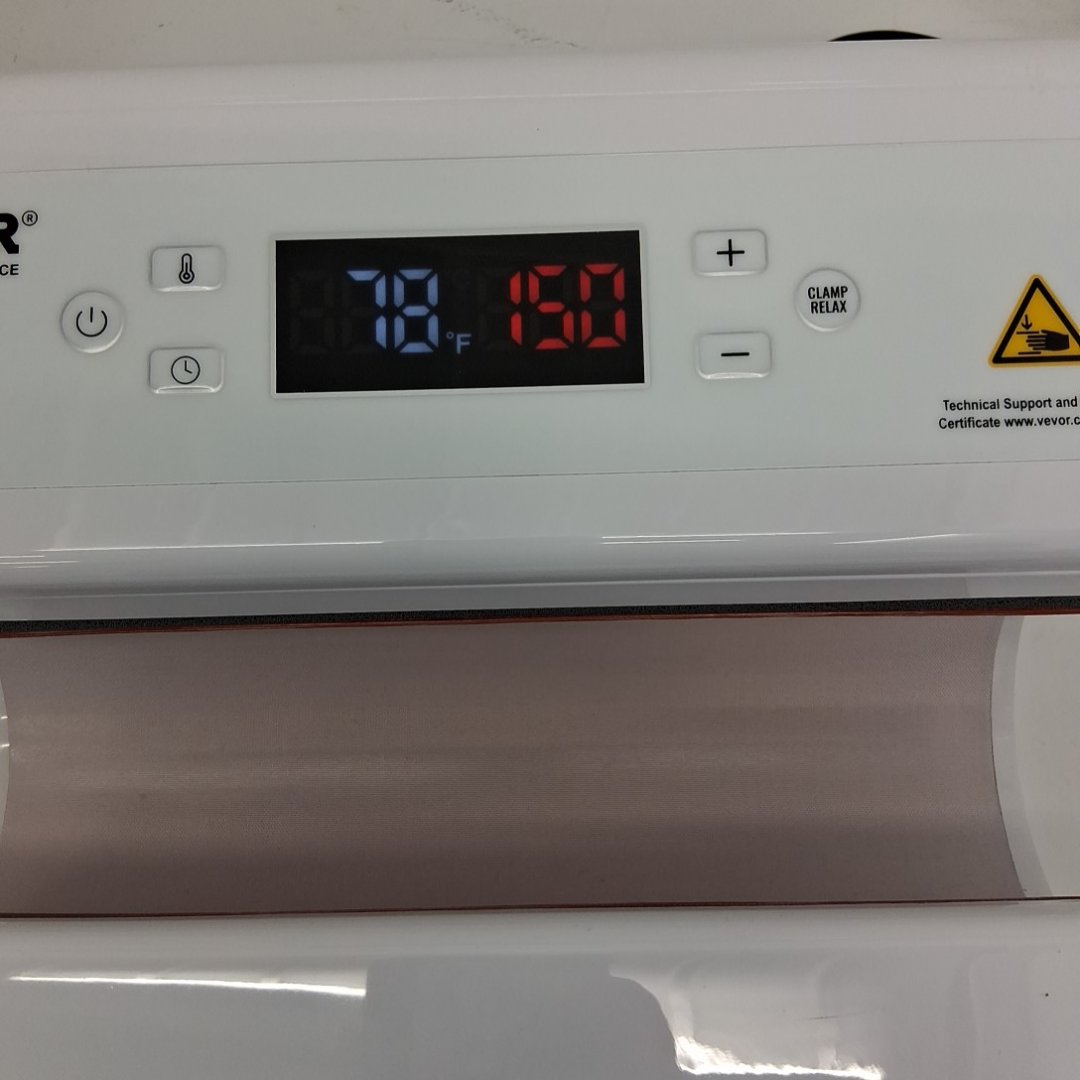 R®
CE
78 °F 150
CLAMP
RELAX
Technical Support and
Certificate www.vevor.c